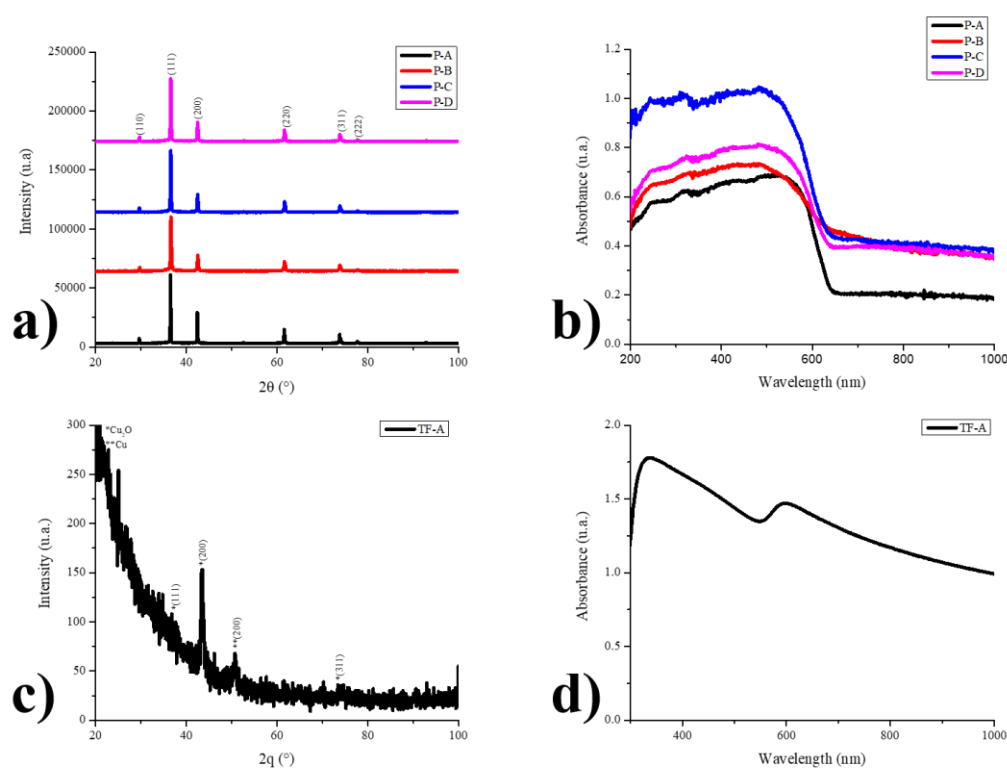 a)
250000
200000
150000
100000
50000
0
Intensity (u.a)
20 40 60 80 100
2θ (°)
(110)
(111)
(200)
(220)
(311)
(222)
P-A
P-B
P-C
P-D
b)
1.2
1.0
0.8
0.6
0.4
0.2
0.0
Absorbance (u.a.)
200 400 600 800 1000
Wavelength (nm)
P-A
P-B
P-C
P-D
c)
300
250
200
150
100
50
0
Intensity (u.a.)
20 40 60 80 100
2q (°)
*Cu2O
**Cu
*(111)
*(200)
**(200)
*(311)
TF-A
d)
2.0
1.5
1.0
0.5
0.0
Absorbance (u.a.)
400 600 800 1000
Wavelength (nm)
TF-A